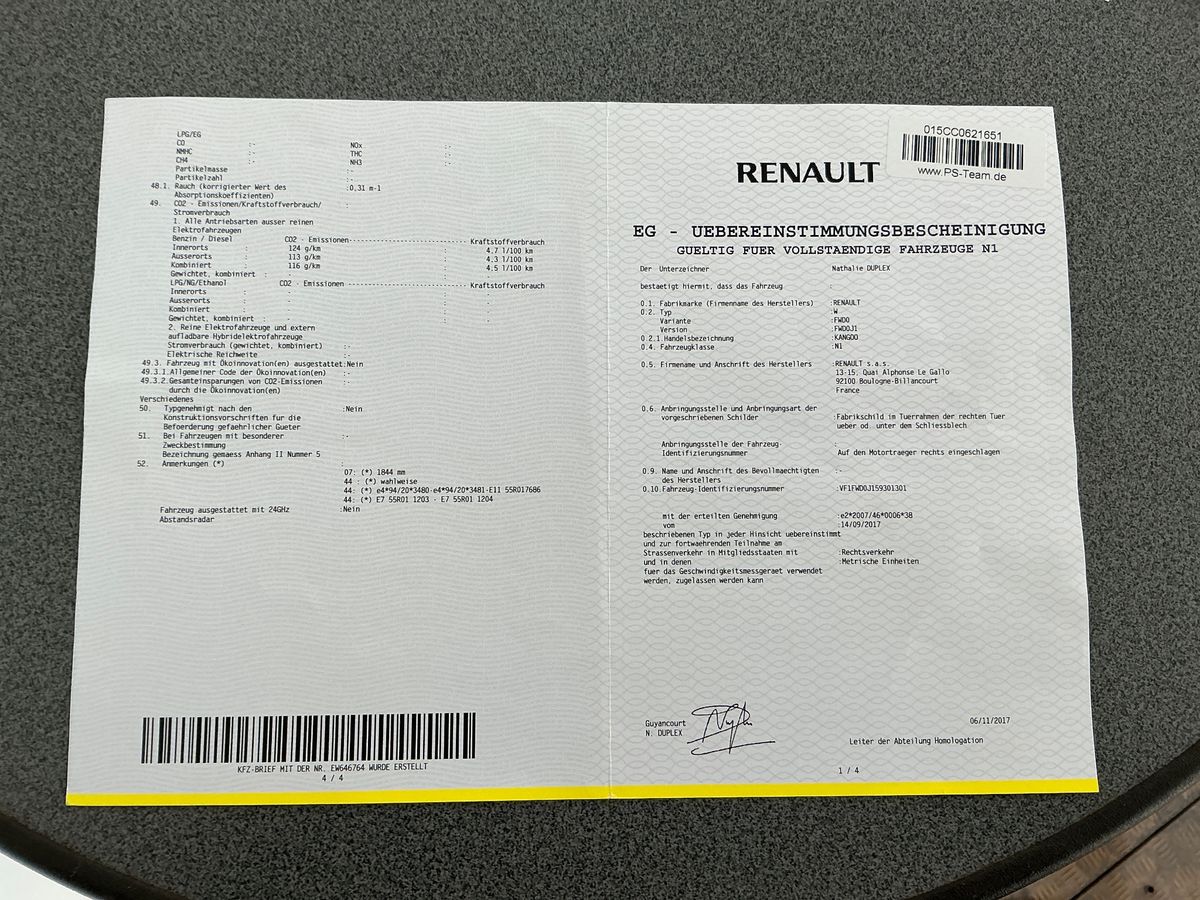 LPG/EG
CO :- NOx :-
NMHC :- THC :-
CH4 :- NH3 :-
Partikelmasse :-
Partikelzahl :-
48.1. Rauch (korrigierter Wert des :0,31 m-1
Absorptionskoeffizienten)
49. CO2 - Emissionen/Kraftstoffverbrauch/ :
Stromverbrauch
1. Alle Antriebsarten ausser reinen
Elektrofahrzeugen
Benzin / Diesel CO2 - Emissionen Kraftstoffverbrauch
Innerorts : 124 g/km : 4.7 l/100 km
Ausserorts : 113 g/km : 4.3 l/100 km
Kombiniert : 116 g/km : 4.5 l/100 km
Gewichtet, kombiniert : - : -
LPG/NG/Ethanol CO2 - Emissionen Kraftstoffverbrauch
Innerorts : - : -
Ausserorts : - : -
Kombiniert : - : -
Gewichtet, kombiniert : - : -
2. Reine Elektrofahrzeuge und extern
aufladbare Hybridelektrofahrzeuge
Stromverbrauch (gewichtet, kombiniert) :-
Elektrische Reichweite :-
49.3. Fahrzeug mit Ökoinnovation(en) ausgestattet:Nein
49.3.1.Allgemeiner Code der Ökoinnovation(en) :-
49.3.2.Gesamteinsparungen von CO2-Emissionen :-
durch die Ökoinnovation(en)
Verschiedenes
50. Typgenehmigt nach den :Nein
Konstruktionsvorschriften fur die
Befoerderung gefaehrlicher Gueter
51. Bei Fahrzeugen mit besonderer :-
Zweckbestimmung
Bezeichnung gemaess Anhang II Nummer 5
52. Anmerkungen (*) :
07: (*) 1844 mm
44 : (*) wahlweise
44: (*) e4*94/20*3480-e4*94/20*3481-E11 55R017686
44: (*) E7 55R01 1203 - E7 55R01 1204
Fahrzeug ausgestattet mit 24GHz :Nein
Abstandsradar
KFZ-BRIEF MIT DER NR. EW646764 WURDE ERSTELLT
4 / 4
015CC0621651
www.PS-Team.de
RENAULT
EG - UEBEREINSTIMMUNGSBESCHEINIGUNG
GUELTIG FUER VOLLSTAENDIGE FAHRZEUGE N1
Der Unterzeichner Nathalie DUPLEX
bestaetigt hiermit, dass das Fahrzeug :
0.1. Fabrikmarke (Firmenname des Herstellers) :RENAULT
0.2. Typ :W
Variante :FWD0
Version :FWD0J1
0.2.1.Handelsbezeichnung :KANGOO
0.4. Fahrzeugklasse :N1
0.5. Firmenname und Anschrift des Herstellers :RENAULT s.a.s.
13-15, Quai Alphonse Le Gallo
92100 Boulogne-Billancourt
France
0.6. Anbringungsstelle und Anbringungsart der
vorgeschriebenen Schilder :Fabrikschild im Tuerrahmen der rechten Tuer
ueber od. unter dem Schliessblech
Anbringungsstelle der Fahrzeug- :
Identifizierungsnummer Auf den Motortraeger rechts eingeschlagen
0.9. Name und Anschrift des Bevollmaechtigten :-
des Herstellers
0.10.Fahrzeug-Identifizierungsnummer :VF1FWD0J159301301
mit der erteilten Genehmigung :e2*2007/46*0006*38
vom :14/09/2017
beschriebenen Typ in jeder Hinsicht uebereinstimmt
und zur fortwaehrenden Teilnahme am
Strassenverkehr in Mitgliedsstaaten mit :Rechtsverkehr
und in denen :Metrische Einheiten
fuer das Geschwindigkeitsmessgeraet verwendet
werden, zugelassen werden kann
Guyancourt 06/11/2017
N. DUPLEX
Leiter der Abteilung Homologation
1 / 4